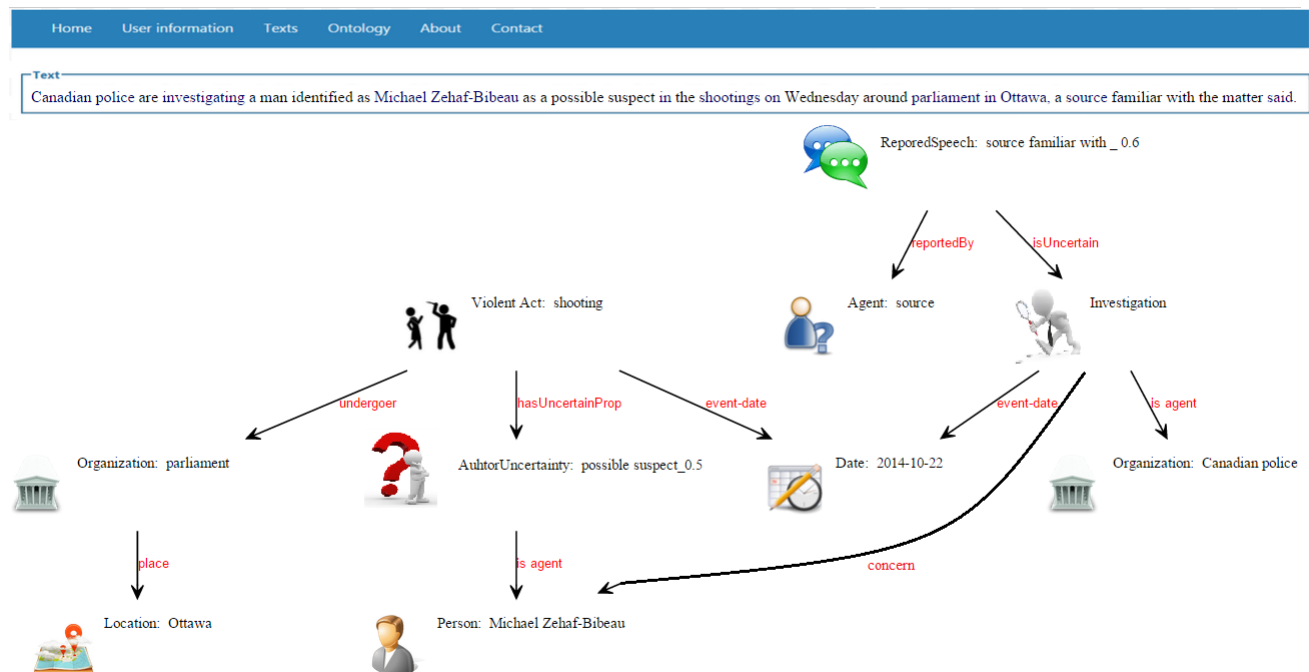 Home User information Texts Ontology About Contact
Text
Canadian police are investigating a man identified as Michael Zehaf-Bibeau as a possible suspect in the shootings on Wednesday around parliament in Ottawa, a source familiar with the matter said.
ReporedSpeech: source familiar with _ 0.6
reportedBy isUncertain
Violent Act: shooting Agent: source Investigation
undergoer hasUncertainProp event-date event-date is agent
Organization: parliament AuhtorUncertainty: possible suspect_0.5 Date: 2014-10-22 Organization: Canadian police
place is agent concern
Location: Ottawa Person: Michael Zehaf-Bibeau